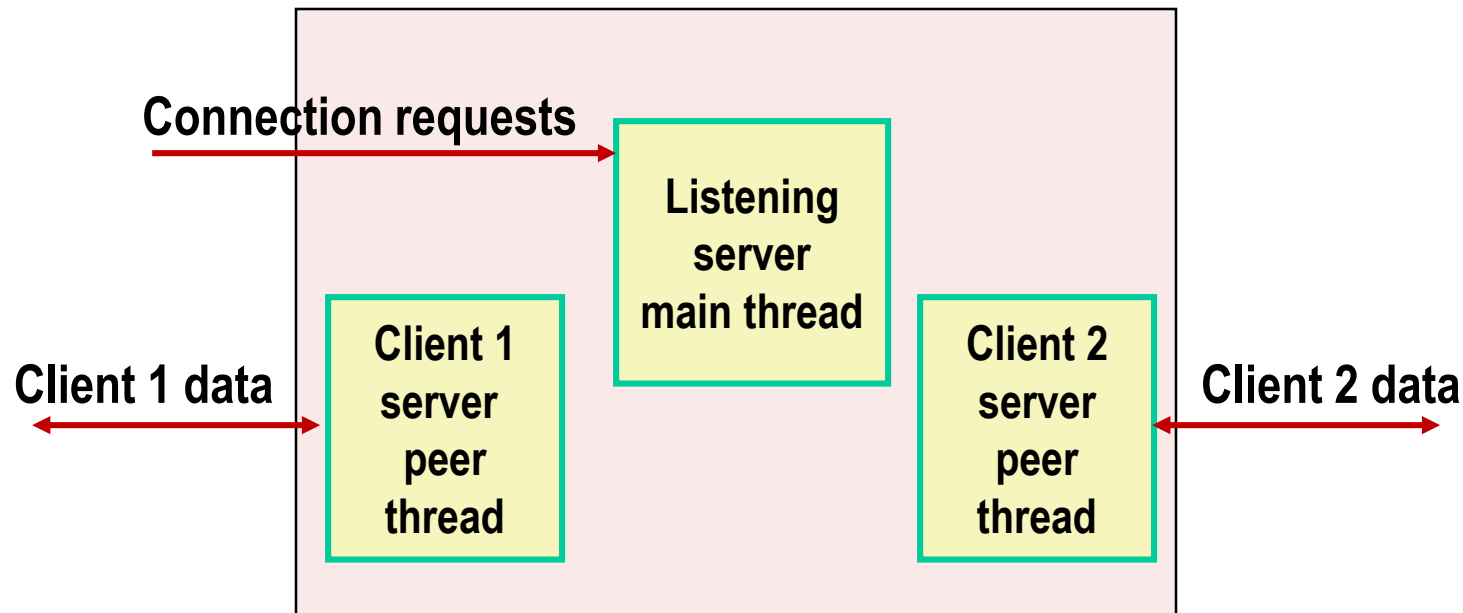 Connection requests
Listening
server
main thread
Client 1
server
peer
thread
Client 2
server
peer
thread
Client 1 data
Client 2 data